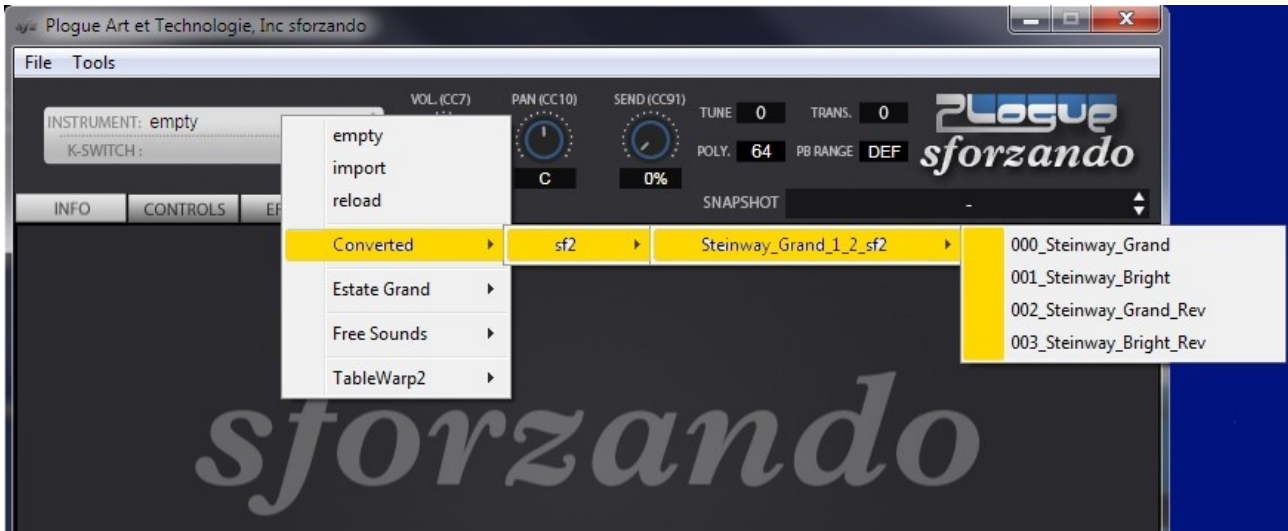 sfz Plogue Art et Technologie, Inc sforzando
File Tools
INSTRUMENT: empty
K-SWITCH :
VOL. (CC7)
PAN (CC10)
C
SEND (CC91)
0%
TUNE 0 TRANS. 0
POLY. 64 PB RANGE DEF
Plogue
sforzando
SNAPSHOT -
INFO CONTROLS
empty
import
reload
Converted
Estate Grand
Free Sounds
TableWarp2
sf2
Steinway_Grand_1_2_sf2
000_Steinway_Grand
001_Steinway_Bright
002_Steinway_Grand_Rev
003_Steinway_Bright_Rev
sforzando